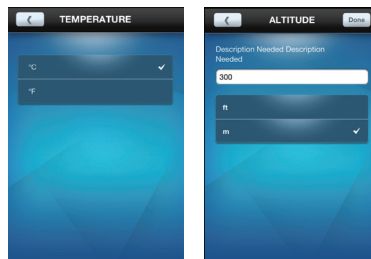 TEMPERATURE
°C
°F
ALTITUDE
Done
Description Needed Description
Needed
300
ft
m